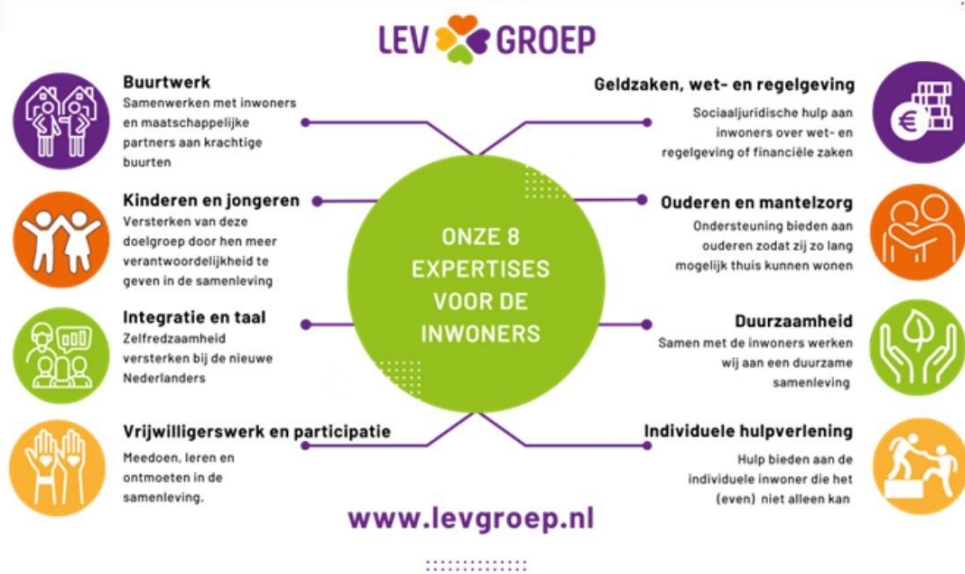 LEV GROEP
Buurtwerk
Samenwerken met inwoners
en maatschappelijke
partners aan krachtige
buurten
Kinderen en jongeren
Versterken van deze
doelgroep door hen meer
verantwoordelijkheid te
geven in de samenleving
Integratie en taal
Zelfredzaamheid
versterken bij de nieuwe
Nederlanders
Vrijwilligerswerk en participatie
Meedoen, leren en
ontmoeten in de
samenleving.
ONZE 8
EXPERTISES
VOOR DE
INWONERS
Geldzaken, wet- en regelgeving
Sociaaljuridische hulp aan
inwoners over wet- en
regelgeving of financiële zaken
Ouderen en mantelzorg
Ondersteuning bieden aan
ouderen zodat zij zo lang
mogelijk thuis kunnen wonen
Duurzaamheid
Samen met de inwoners werken
wij aan een duurzame
samenleving
Individuele hulpverlening
Hulp bieden aan de
individuele inwoner die het
(even) niet alleen kan
www.levgroep.nl